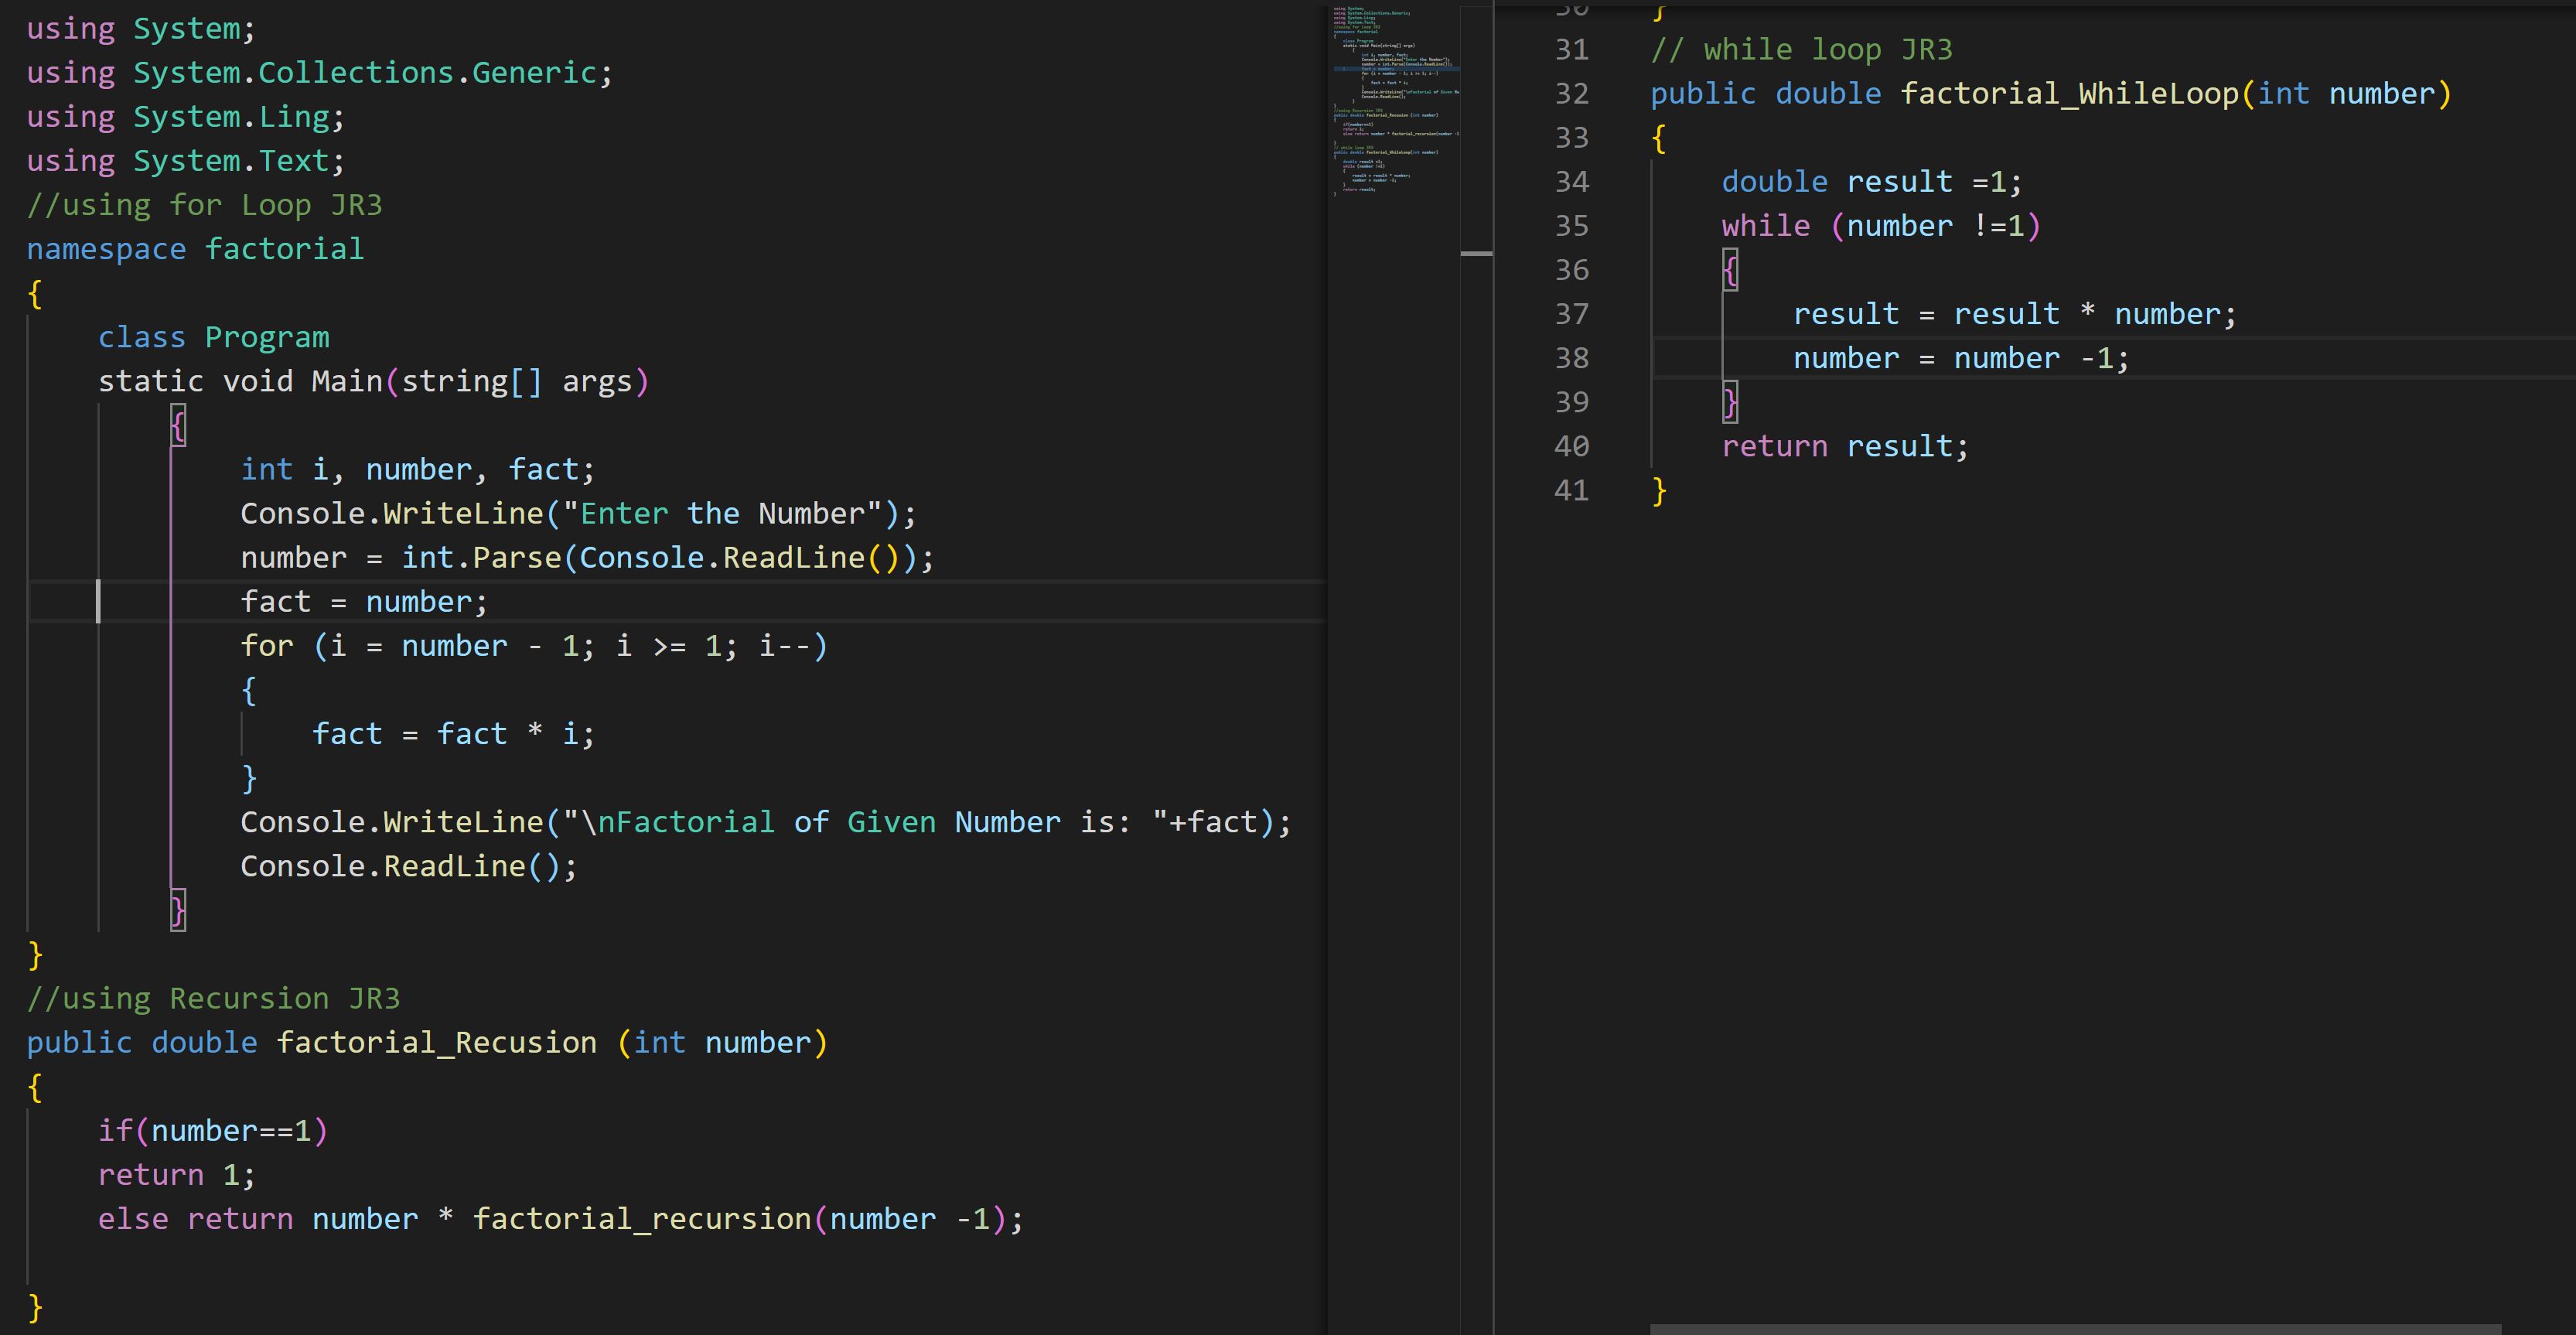 using System;
using System.Collections.Generic;
using System.Ling;
using System.Text;
//using for Loop JR3
namespace factorial
{
    class Program
    static void Main(string[] args)
        {
            int i, number, fact;
            Console.WriteLine("Enter the Number");
            number = int.Parse(Console.ReadLine());
            fact = number;
            for (i = number - 1; i >= 1; i--)
            {
                fact = fact * i;
            }
            Console.WriteLine("\nFactorial of Given Number is: "+fact);
            Console.ReadLine();
        }
}
//using Recursion JR3
public double factorial_Recusion (int number)
{
    if(number==1)
    return 1;
    else return number * factorial_recursion(number -1);
}
30 }
31 // while loop JR3
32 public double factorial_WhileLoop(int number)
33 {
34     double result =1;
35     while (number !=1)
36     {
37         result = result * number;
38         number = number -1;
39     }
40     return result;
41 }